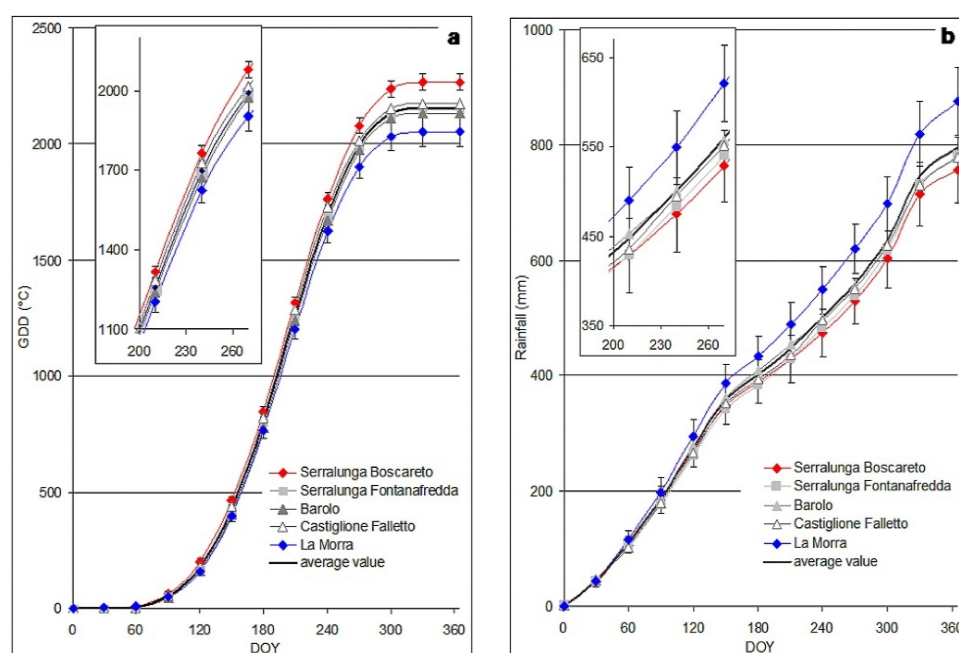 a
GDD (°C)
2500
2000
1500
1000
500
0
2000
1700
1400
1100
200 230 260
Serralunga Boscareto
Serralunga Fontanafredda
Barolo
Castiglione Falletto
La Morra
average value
0 60 120 180 240 300 360
DOY
b
Rainfall (mm)
1000
800
600
400
200
0
650
550
450
350
200 230 260
Serralunga Boscareto
Serralunga Fontanafredda
Barolo
Castiglione Falletto
La Morra
average value
0 60 120 180 240 300 360
DOY